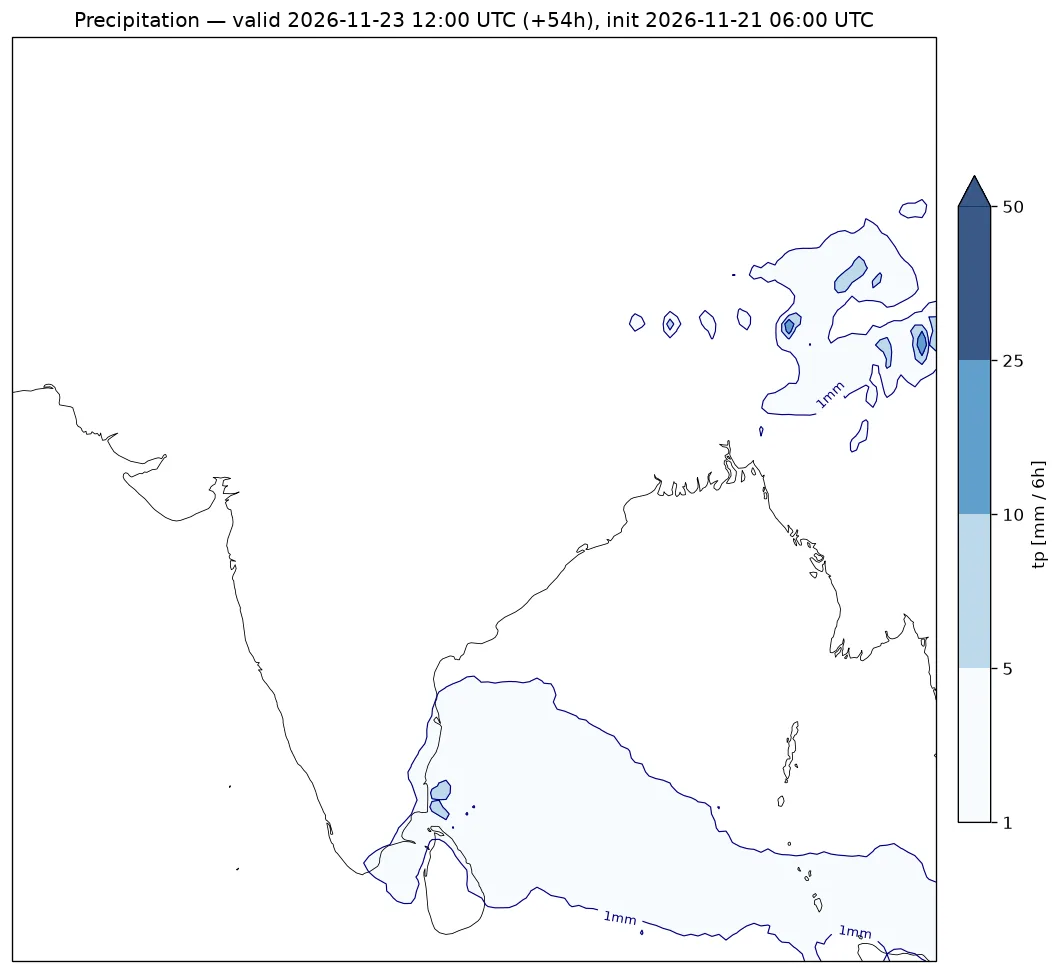 Precipitation — valid 2026-11-23 12:00 UTC (+54h), init 2026-11-21 06:00 UTC
50
25
10
5
1
tp [mm / 6h]
1mm
1mm
1mm